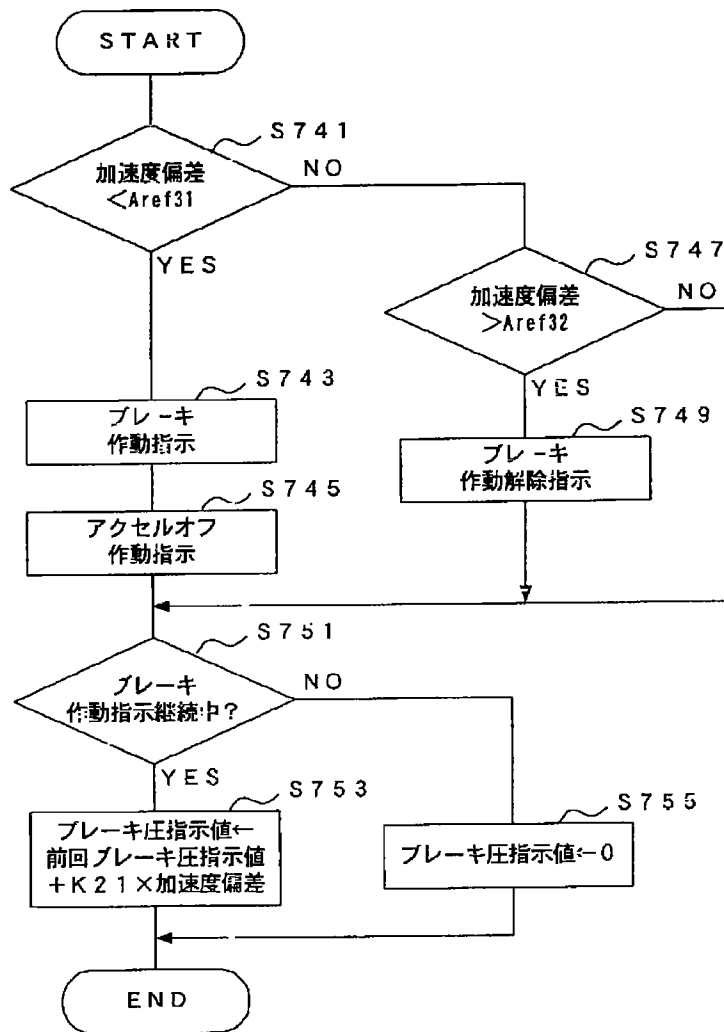 START
S741
加速度偏差
<Aref31
NO
YES
S747
加速度偏差
>Aref32
NO
YES
S743
ブレーキ
作動指示
S749
ブレーキ
作動解除指示
S745
アクセルオフ
作動指示
S751
ブレーキ
作動指示継続中?
NO
YES
S753
ブレーキ圧指示値←
前回ブレーキ圧指示値
+K21×加速度偏差
S755
ブレーキ圧指示値←0
END